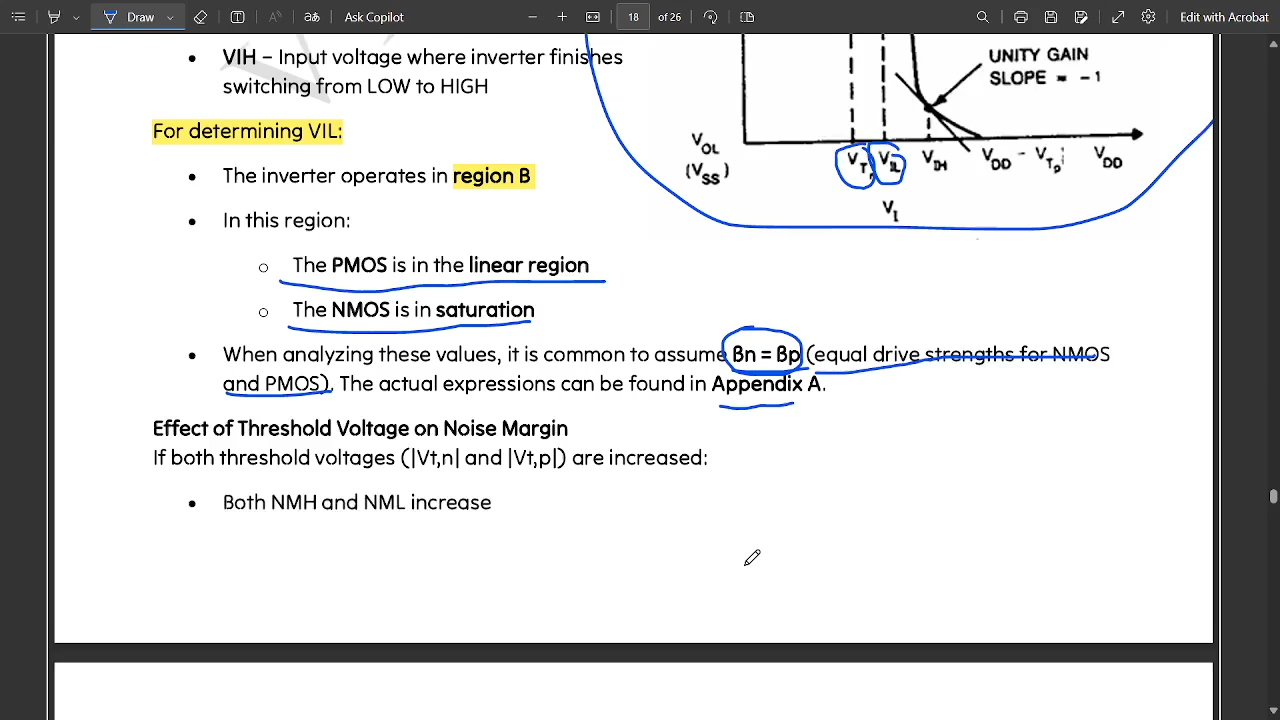 Draw
Ask Copilot
18
of 26
Edit with Acrobat
VIH – Input voltage where inverter finishes
switching from LOW to HIGH
For determining VIL:
The inverter operates in region B
In this region:
The PMOS is in the linear region
The NMOS is in saturation
When analyzing these values, it is common to assume βn = βp (equal drive strengths for NMOS
and PMOS). The actual expressions can be found in Appendix A.
Effect of Threshold Voltage on Noise Margin
If both threshold voltages (|Vt,n| and |Vt,p|) are increased:
Both NMH and NML increase
UNITY GAIN
SLOPE = -1
VOL
(VSS)
VTn VIL VIH VDD - VTp VDD
VI